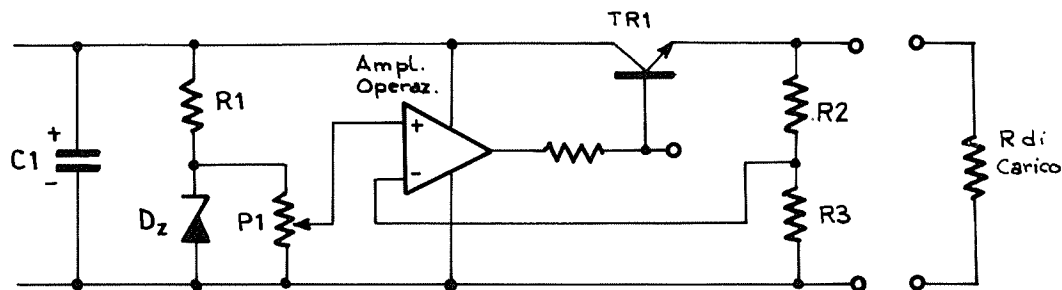 TR1
Ampl.
Operaz.
R1
R2
+
+
C1
-
-
R di
Carico
Dz
P1
R3